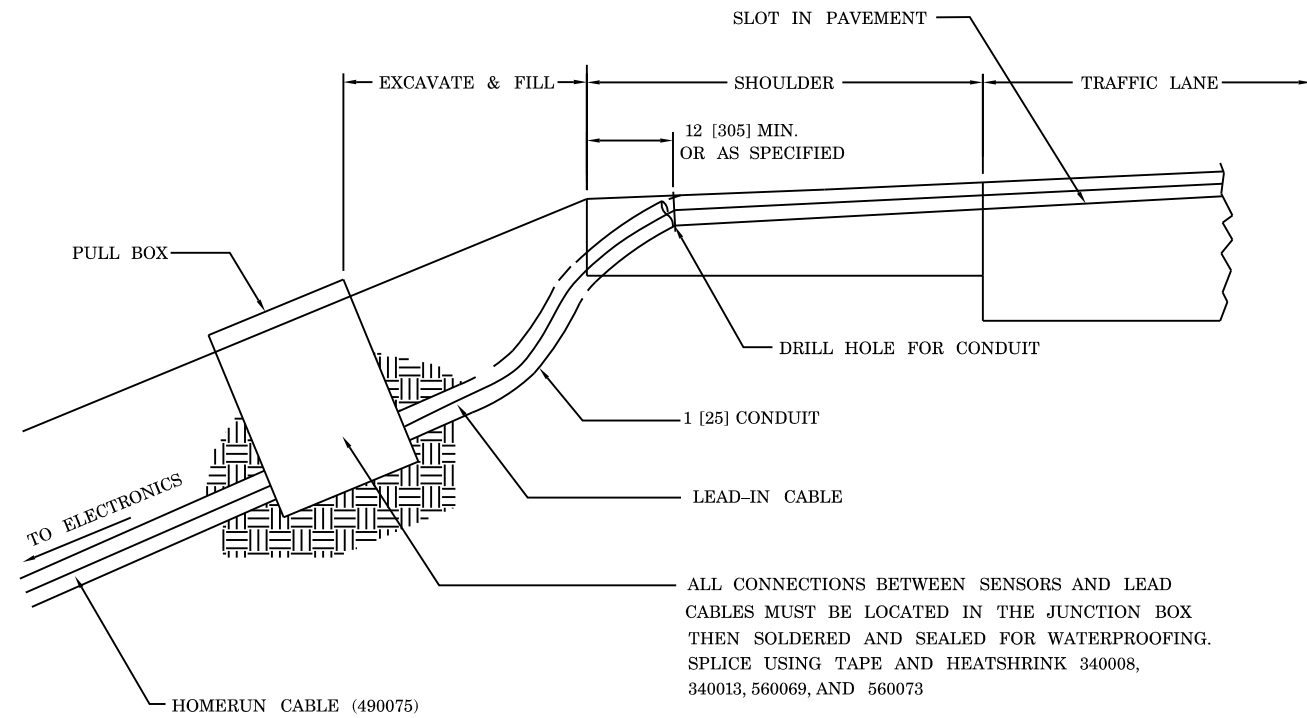 SLOT IN PAVEMENT
EXCAVATE & FILL
SHOULDER
TRAFFIC LANE
12 [305] MIN.
OR AS SPECIFIED
PULL BOX
DRILL HOLE FOR CONDUIT
1 [25] CONDUIT
TO ELECTRONICS
LEAD–IN CABLE
ALL CONNECTIONS BETWEEN SENSORS AND LEAD
CABLES MUST BE LOCATED IN THE JUNCTION BOX
THEN SOLDERED AND SEALED FOR WATERPROOFING.
SPLICE USING TAPE AND HEATSHRINK 340008,
340013, 560069, AND 560073
HOMERUN CABLE (490075)